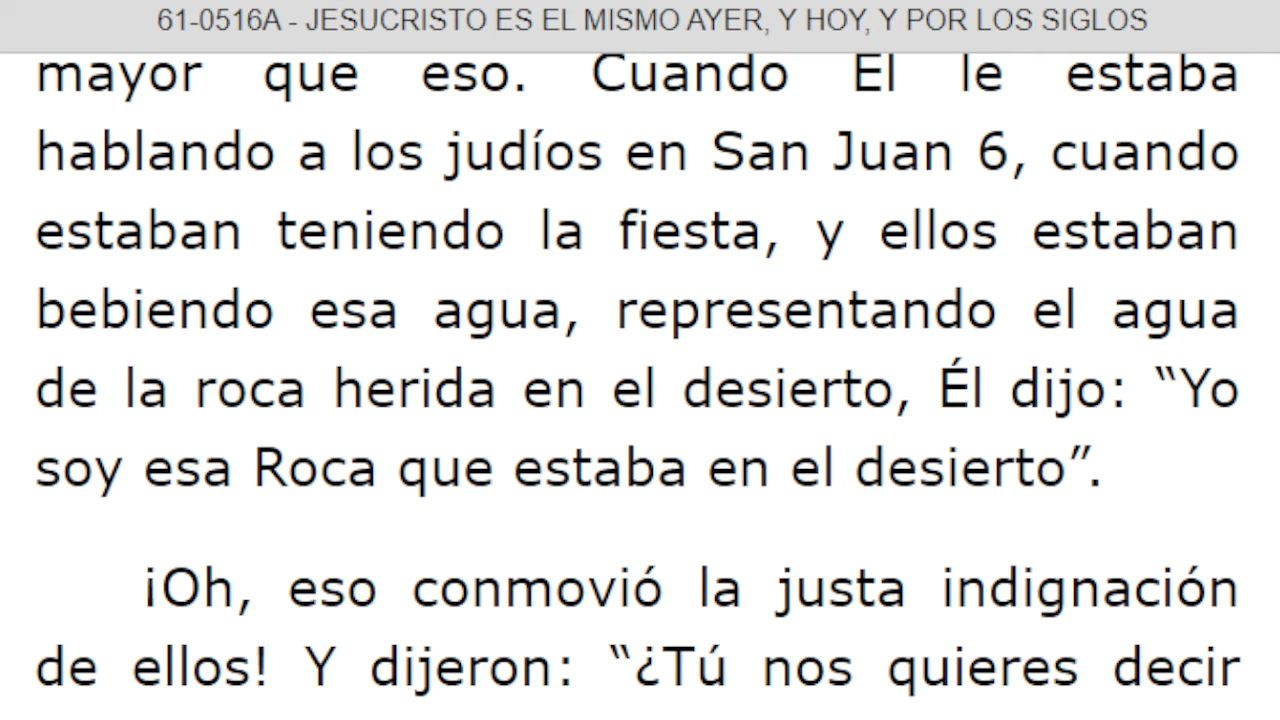 61-0516A - JESUCRISTO ES EL MISMO AYER, Y HOY, Y POR LOS SIGLOS
mayor que eso. Cuando Él le estaba
hablando a los judíos en San Juan 6, cuando
estaban teniendo la fiesta, y ellos estaban
bebiendo esa agua, representando el agua
de la roca herida en el desierto, Él dijo: “Yo
soy esa Roca que estaba en el desierto”.
¡Oh, eso conmovió la justa indignación
de ellos! Y dijeron: “¿Tú nos quieres decir